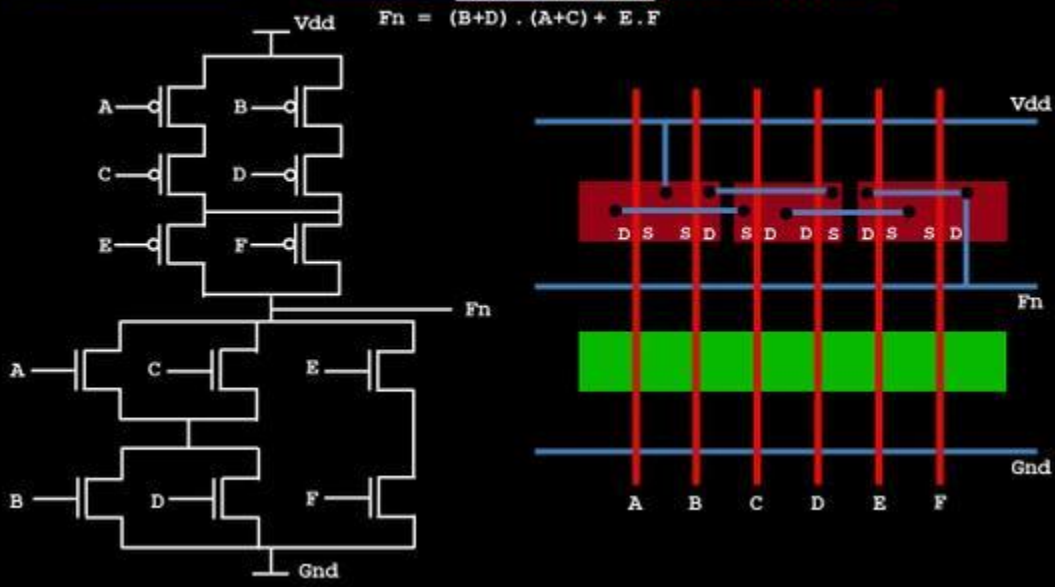 Fn = (B+D).(A+C)+ E.F
Vdd
A
B
C
D
E
F
Fn
A
C
E
B
D
F
Gnd
Vdd
D S S D S D D S D S S D
Fn
Gnd
A B C D E F